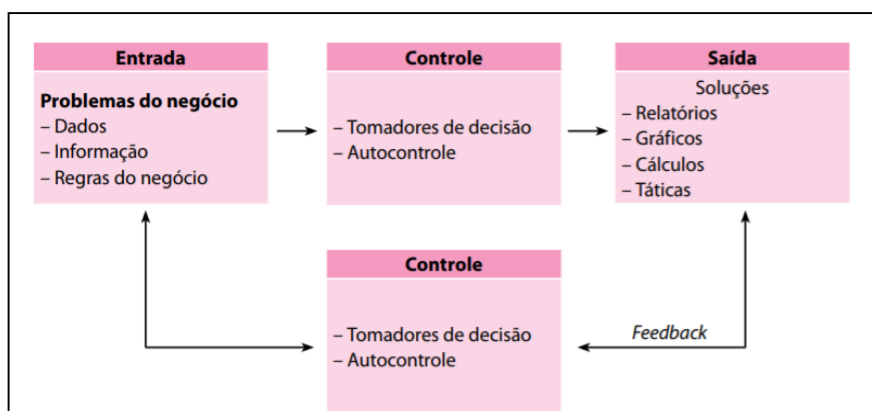 Entrada
Problemas do negócio
– Dados
– Informação
– Regras do negócio
Controle
– Tomadores de decisão
– Autocontrole
Saída
Soluções
– Relatórios
– Gráficos
– Cálculos
– Táticas
Controle
– Tomadores de decisão
– Autocontrole
Feedback